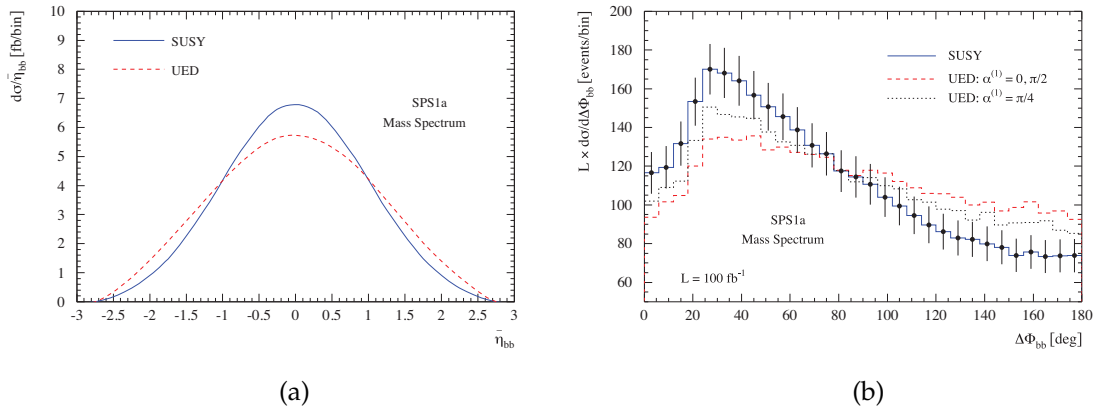 dσ/η̄bb [fb/bin]
10
9
8
7
6
5
4
3
2
1
0
SUSY
UED
SPS1a
Mass Spectrum
-3 -2.5 -2 -1.5 -1 -0.5 0 0.5 1 1.5 2 2.5 3
η̄bb
(a)
L × dσ/dΔΦbb [events/bin]
200
180
160
140
120
100
80
60
SUSY
UED: α(1) = 0, π/2
UED: α(1) = π/4
SPS1a
Mass Spectrum
L = 100 fb-1
0 20 40 60 80 100 120 140 160 180
ΔΦbb [deg]
(b)